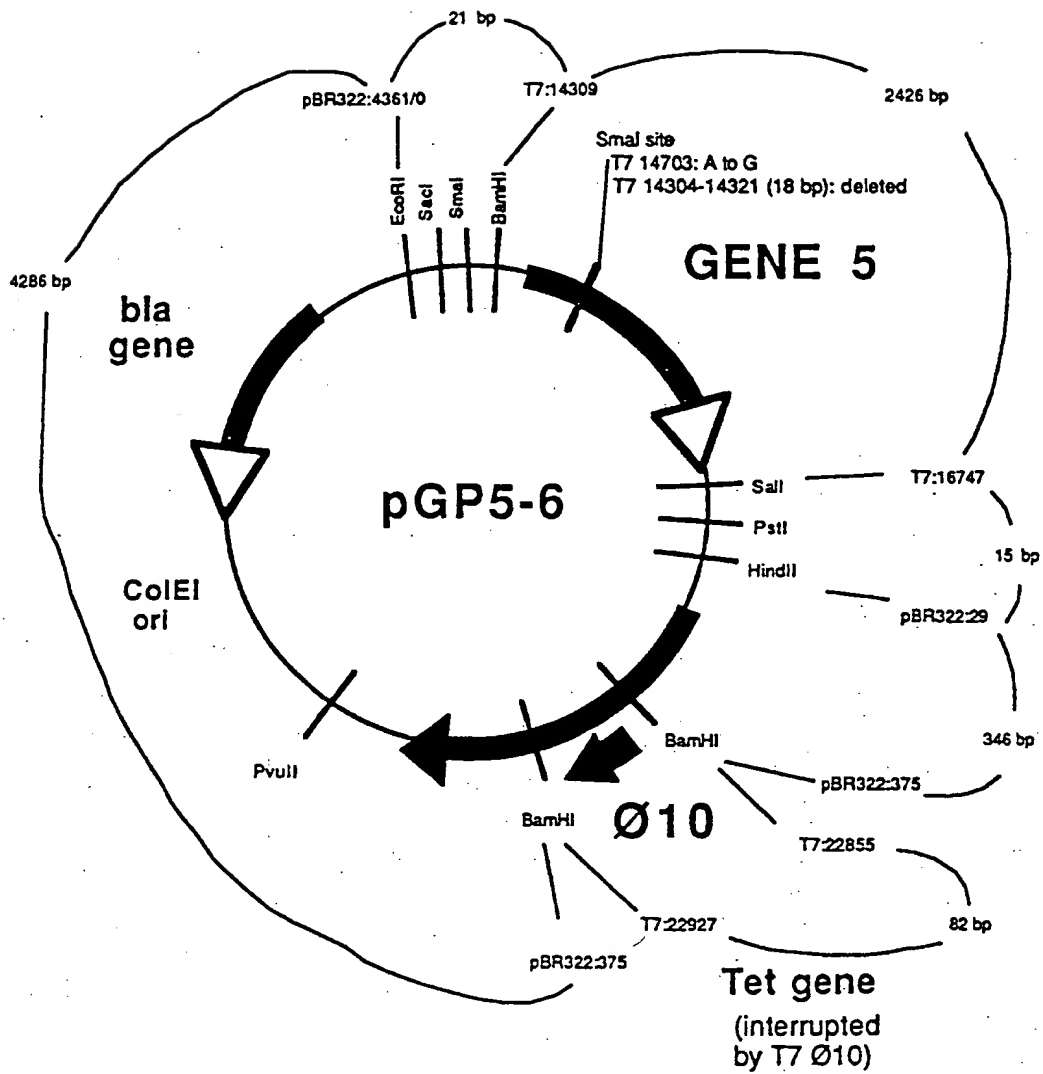 21 bp
pBR322:4361/0
T7:14309
2426 bp
SmaI site
T7 14703: A to G
T7 14304-14321 (18 bp): deleted
EcoRI
SacI
SmaI
BamHI
GENE 5
4286 bp
bla
gene
pGP5-6
SalI
T7:16747
PstI
15 bp
HindII
ColEI
ori
pBR322:29
BamHI
346 bp
PvuII
pBR322:375
BamHI
Ø10
T7:22855
T7:22927
82 bp
pBR322:375
Tet gene
(interrupted
by T7 Ø10)